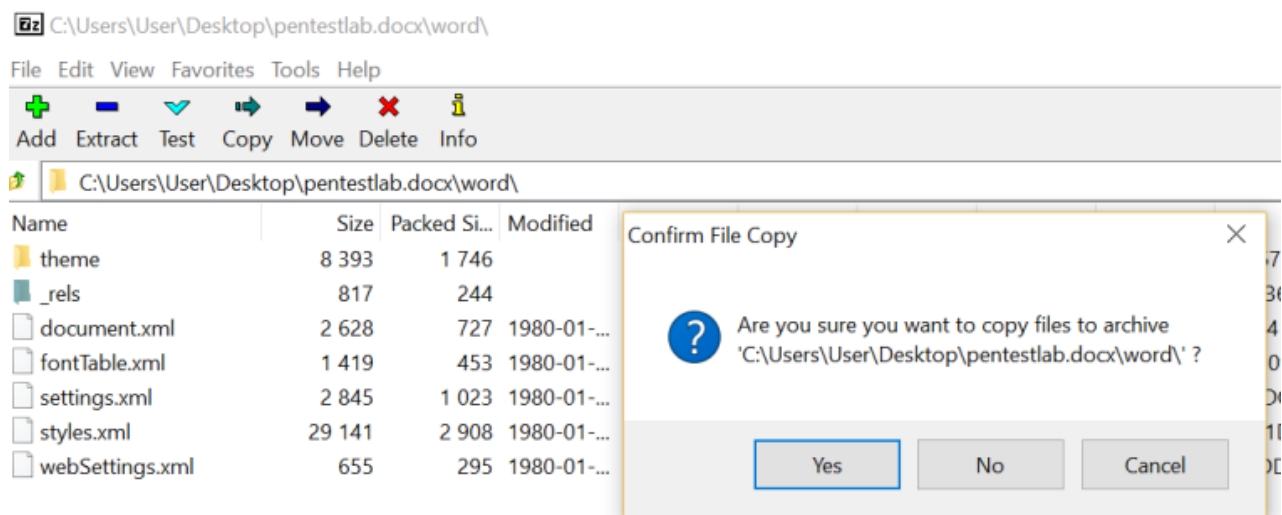 C:\Users\User\Desktop\pentestlab.docx\word\
File Edit View Favorites Tools Help
Add Extract Test Copy Move Delete Info
C:\Users\User\Desktop\pentestlab.docx\word\
Name Size Packed Si... Modified
theme 8 393 1 746
_rels 817 244
document.xml 2 628 727 1980-01-...
fontTable.xml 1 419 453 1980-01-...
settings.xml 2 845 1 023 1980-01-...
styles.xml 29 141 2 908 1980-01-...
webSettings.xml 655 295 1980-01-...
Confirm File Copy
Are you sure you want to copy files to archive
'C:\Users\User\Desktop\pentestlab.docx\word\' ?
Yes No Cancel